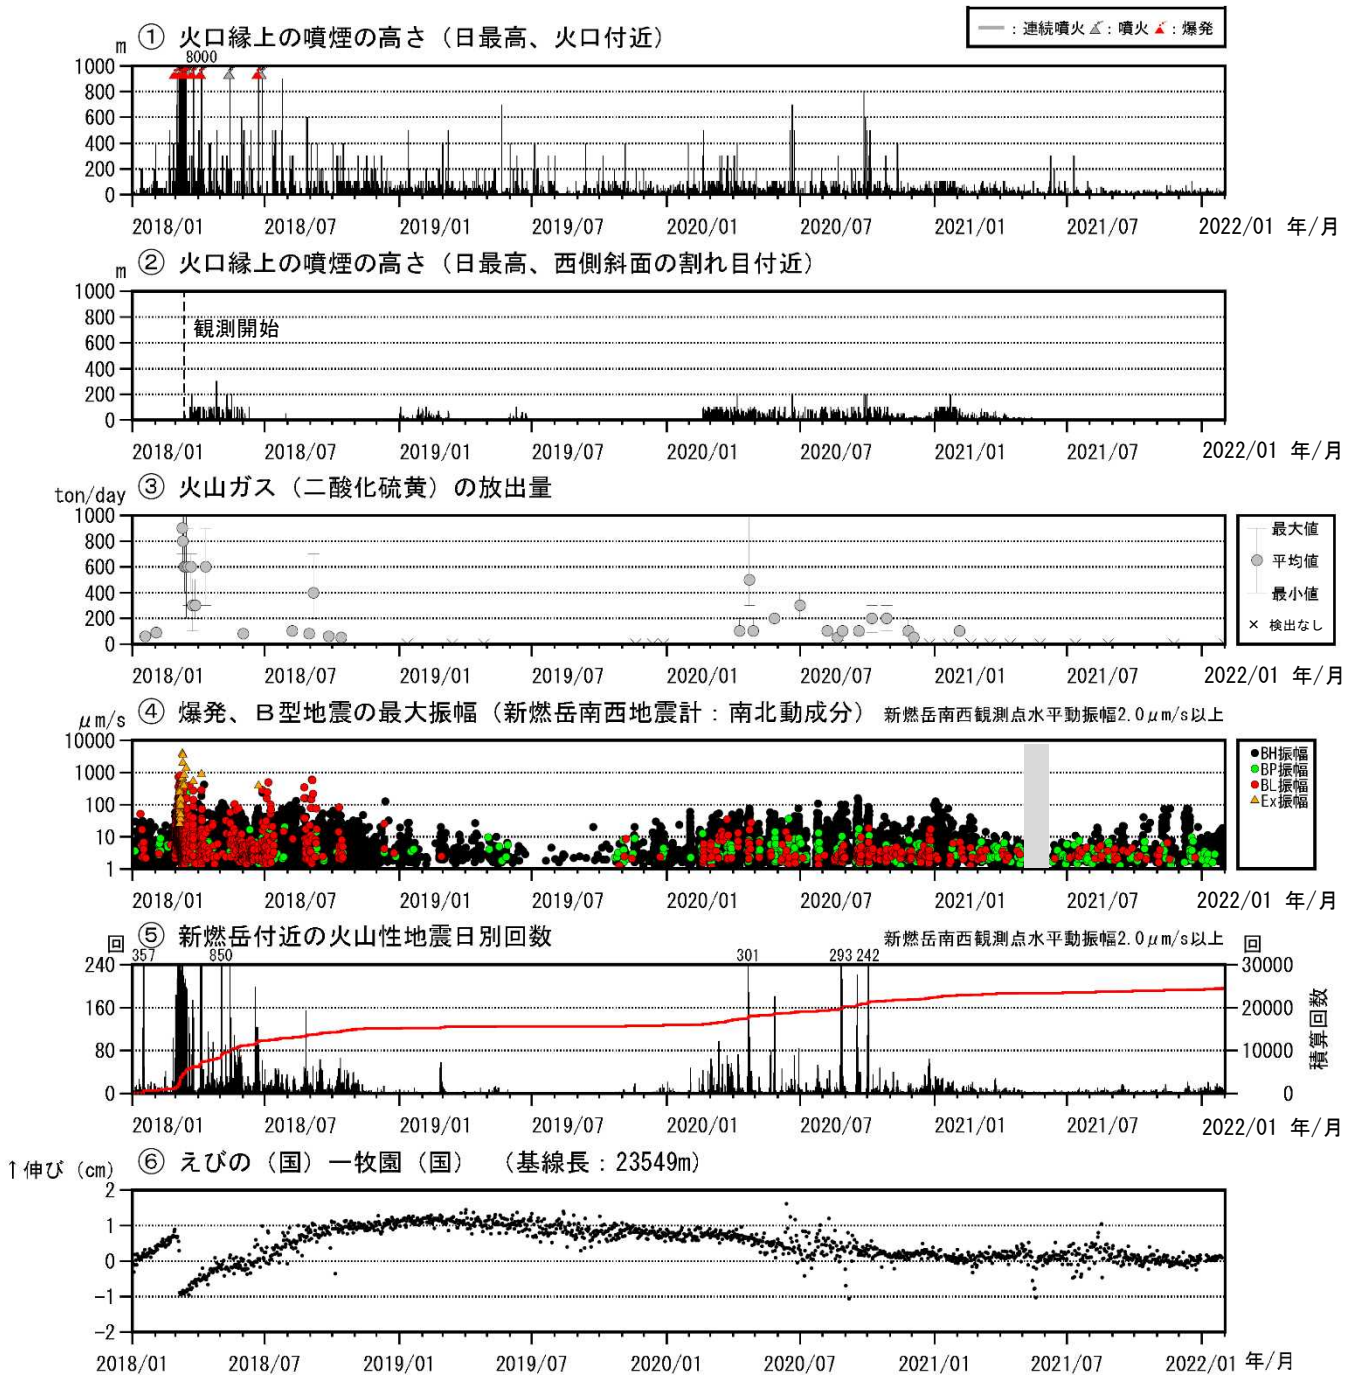 ① 火口縁上の噴煙の高さ（日最高、火口付近）
━：連続噴火 ：噴火 ：爆発
m
8000
1000
800
600
400
200
0
2018/01 2018/07 2019/01 2019/07 2020/01 2020/07 2021/01 2021/07 2022/01 年/月
② 火口縁上の噴煙の高さ（日最高、西側斜面の割れ目付近）
m
1000
800
600
400
200
0
観測開始
2018/01 2018/07 2019/01 2019/07 2020/01 2020/07 2021/01 2021/07 2022/01 年/月
③ 火山ガス（二酸化硫黄）の放出量
ton/day
1000
800
600
400
200
0
最大値
平均値
最小値
× 検出なし
2018/01 2018/07 2019/01 2019/07 2020/01 2020/07 2021/01 2021/07 2022/01 年/月
④ 爆発、Ｂ型地震の最大振幅（新燃岳南西地震計：南北動成分） 新燃岳南西観測点水平動振幅2.0μm/s以上
μm/s
10000
1000
100
10
1
●BH振幅
●BP振幅
●BL振幅
▲Ex振幅
2018/01 2018/07 2019/01 2019/07 2020/01 2020/07 2021/01 2021/07 2022/01 年/月
⑤ 新燃岳付近の火山性地震日別回数 新燃岳南西観測点水平動振幅2.0μm/s以上
回
357 850 301 293 242
回
240
160
80
0
30000
20000
10000
0
積算回数
2018/01 2018/07 2019/01 2019/07 2020/01 2020/07 2021/01 2021/07 2022/01 年/月
⑥ えびの（国）ー牧園（国） （基線長：23549m）
↑伸び（cm）
2
1
0
-1
-2
2018/01 2018/07 2019/01 2019/07 2020/01 2020/07 2021/01 2021/07 2022/01 年/月